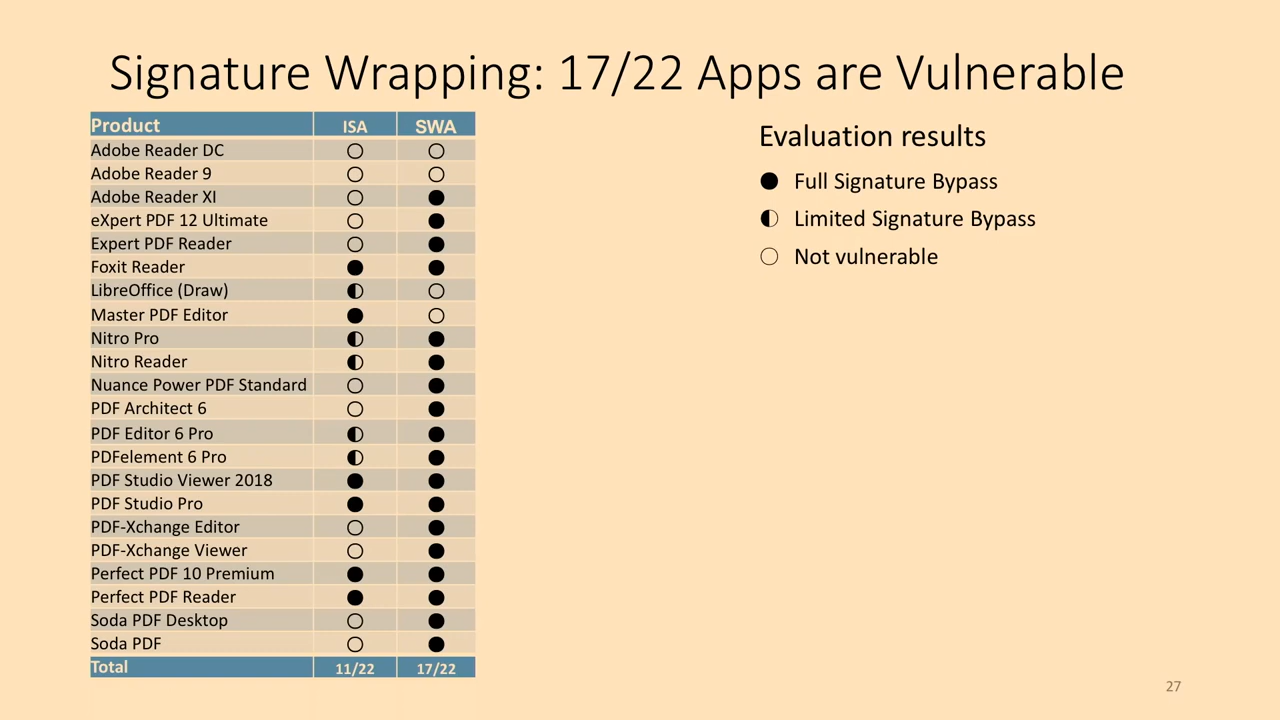 Signature Wrapping: 17/22 Apps are Vulnerable
Product ISA SWA
Adobe Reader DC ○ ○
Adobe Reader 9 ○ ○
Adobe Reader XI ○ ●
eXpert PDF 12 Ultimate ○ ●
Expert PDF Reader ○ ●
Foxit Reader ● ●
LibreOffice (Draw) ◐ ○
Master PDF Editor ● ○
Nitro Pro ◐ ●
Nitro Reader ◐ ●
Nuance Power PDF Standard ○ ●
PDF Architect 6 ○ ●
PDF Editor 6 Pro ◐ ●
PDFelement 6 Pro ◐ ●
PDF Studio Viewer 2018 ● ●
PDF Studio Pro ● ●
PDF-Xchange Editor ○ ●
PDF-Xchange Viewer ○ ●
Perfect PDF 10 Premium ● ●
Perfect PDF Reader ● ●
Soda PDF Desktop ○ ●
Soda PDF ○ ●
Total 11/22 17/22
Evaluation results
● Full Signature Bypass
◐ Limited Signature Bypass
○ Not vulnerable
27